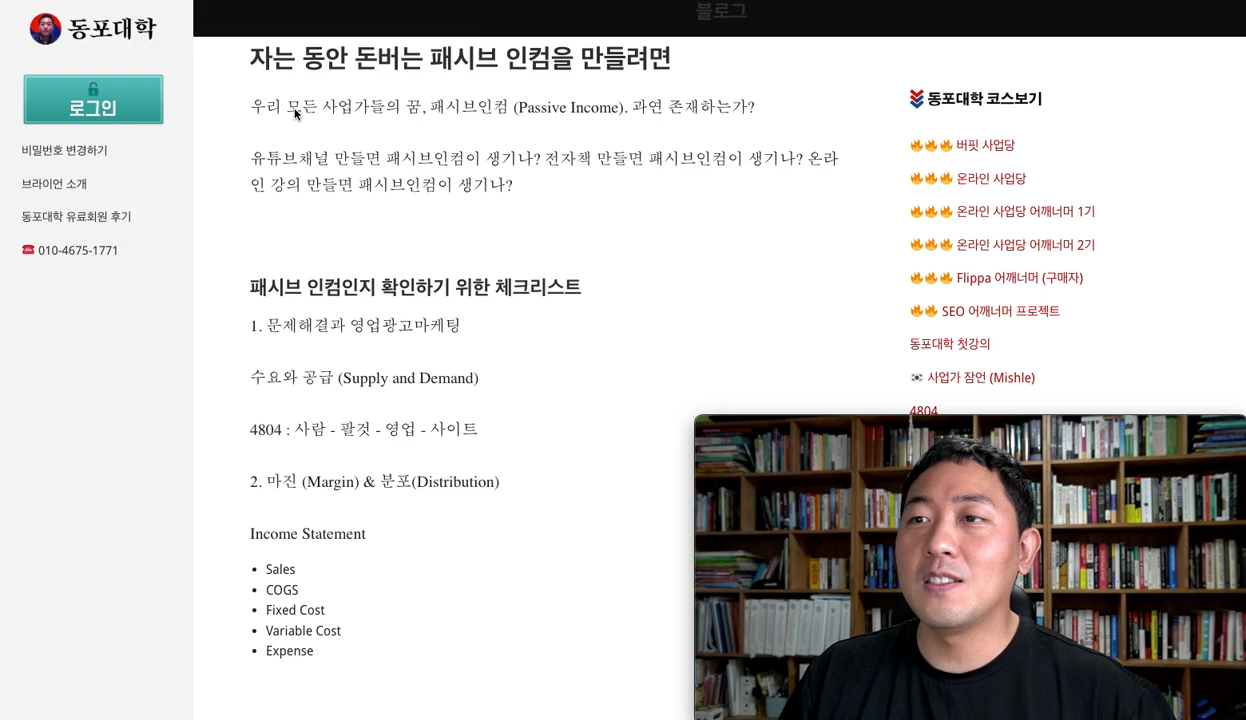 동포대학
로그인
비밀번호 변경하기
브라이언 소개
동포대학 유료회원 후기
010-4675-1771
블로그
자는 동안 돈버는 패시브 인컴을 만들려면
우리 모든 사업가들의 꿈, 패시브인컴 (Passive Income). 과연 존재하는가?
유튜브채널 만들면 패시브인컴이 생기나? 전자책 만들면 패시브인컴이 생기나? 온라
인 강의 만들면 패시브인컴이 생기나?
패시브 인컴인지 확인하기 위한 체크리스트
1. 문제해결과 영업광고마케팅
수요와 공급 (Supply and Demand)
4804 : 사람 - 팔것 - 영업 - 사이트
2. 마진 (Margin) & 분포(Distribution)
Income Statement
• Sales
• COGS
• Fixed Cost
• Variable Cost
• Expense
동포대학 코스보기
버핏 사업당
온라인 사업당
온라인 사업당 어깨너머 1기
온라인 사업당 어깨너머 2기
Flippa 어깨너머 (구매자)
SEO 어깨너머 프로젝트
동포대학 첫강의
사업가 잠언 (Mishle)
4804